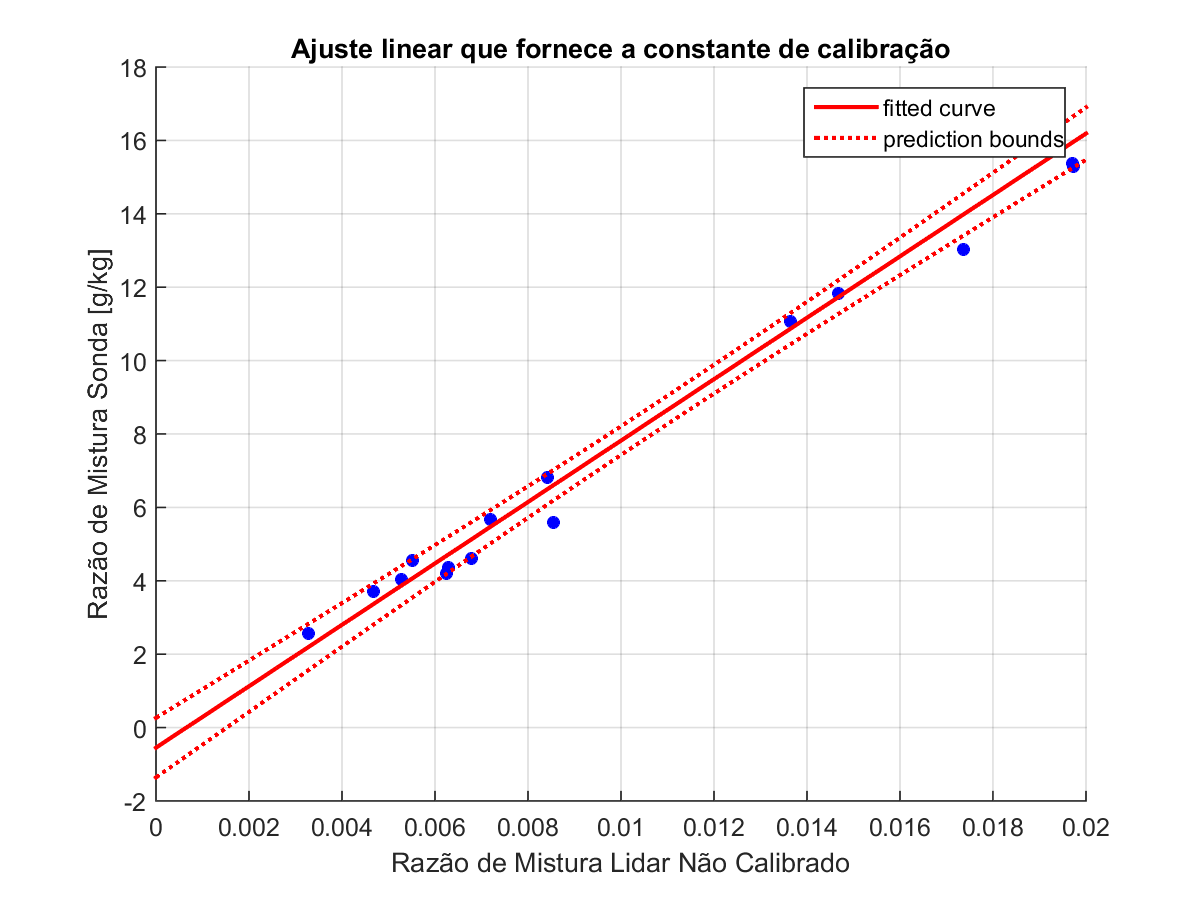 Ajuste linear que fornece a constante de calibração
fitted curve
prediction bounds
Razão de Mistura Sonda [g/kg]
18
16
14
12
10
8
6
4
2
0
-2
0 0.002 0.004 0.006 0.008 0.01 0.012 0.014 0.016 0.018 0.02
Razão de Mistura Lidar Não Calibrado